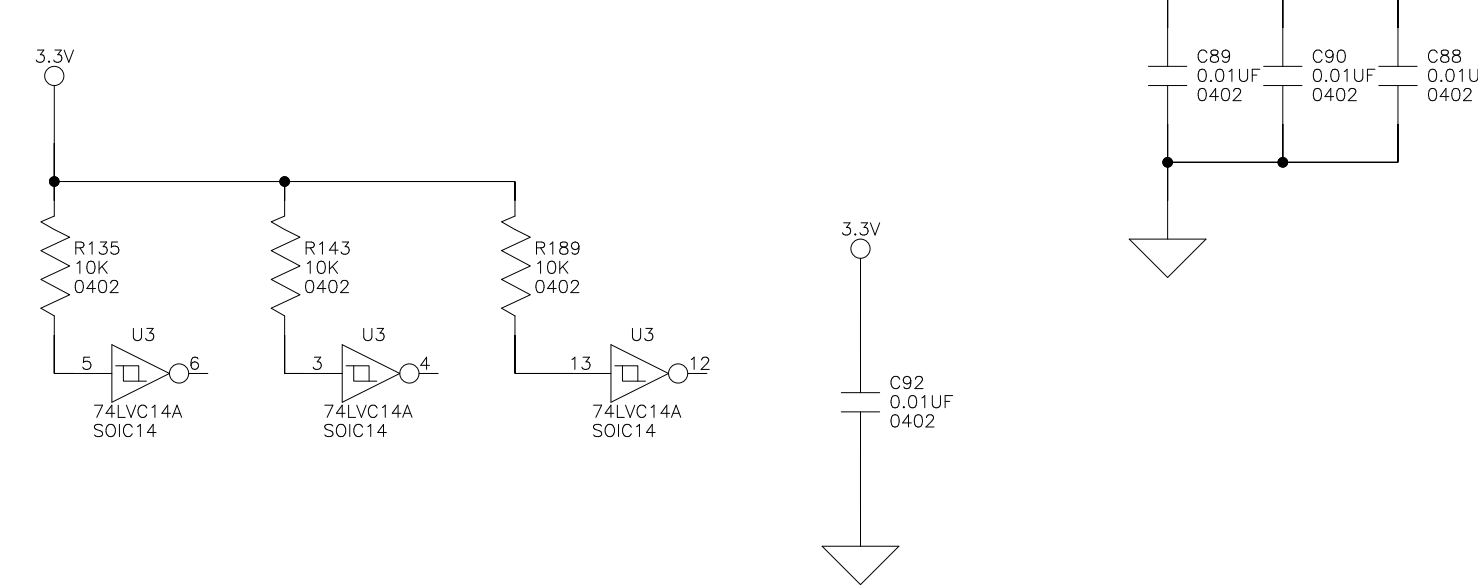 3.3V
R135
10K
0402
R143
10K
0402
R189
10K
0402
U3
5
6
74LVC14A
SOIC14
U3
3
4
74LVC14A
SOIC14
U3
13
12
74LVC14A
SOIC14
3.3V
C92
0.01UF
0402
C89
0.01UF
0402
C90
0.01UF
0402
C88
0.01U
0402